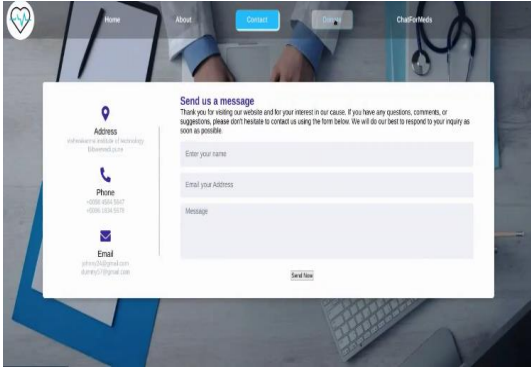 Home
About
Contact
Donate
ChatForMeds
Send us a message
Thank you for visiting our website and for your interest in our cause. If you have any questions, comments, or
suggestions, please don't hesitate to contact us using the form below. We will do our best to respond to your inquiry as
soon as possible.
Address
Enter your name
Email your Address
Phone
Message
Email
Send Now